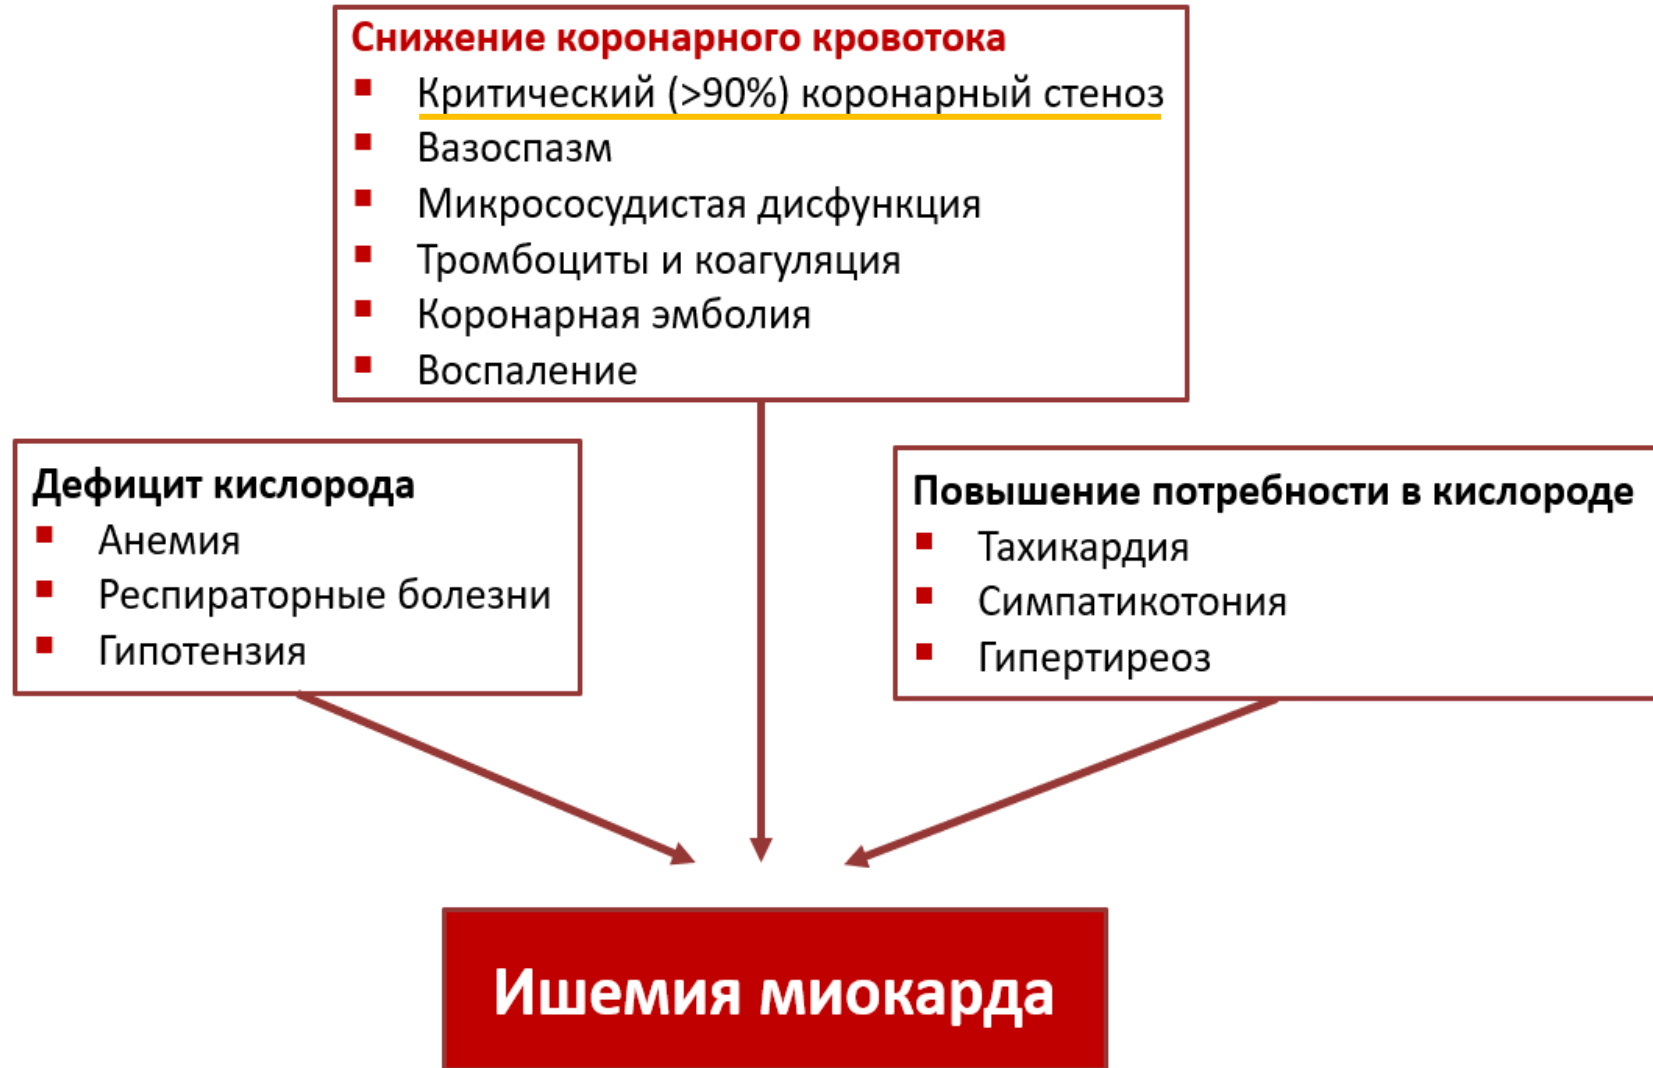 Снижение коронарного кровотока
▪ Критический (>90%) коронарный стеноз
▪ Вазоспазм
▪ Микрососудистая дисфункция
▪ Тромбоциты и коагуляция
▪ Коронарная эмболия
▪ Воспаление
Дефицит кислорода
▪ Анемия
▪ Респираторные болезни
▪ Гипотензия
Повышение потребности в кислороде
▪ Тахикардия
▪ Симпатикотония
▪ Гипертиреоз
Ишемия миокарда